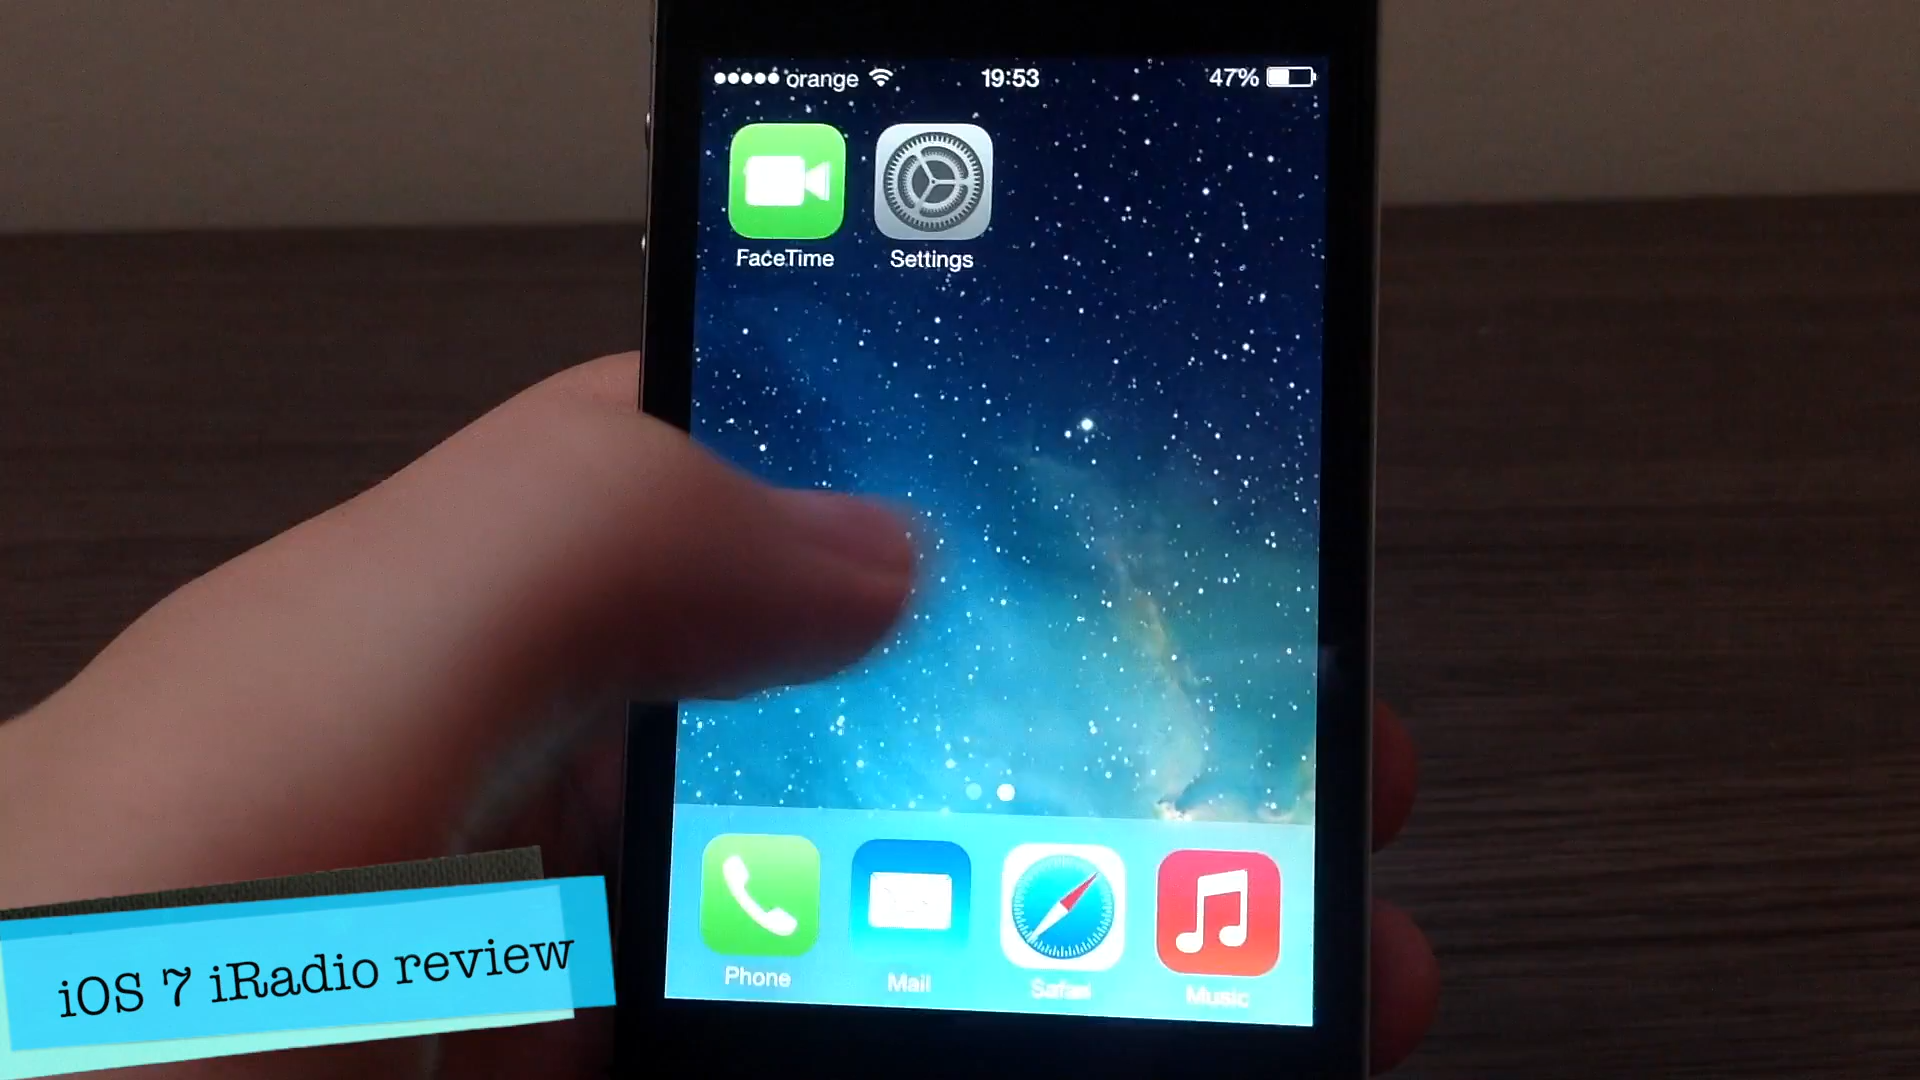 orange 19:53 47%
FaceTime Settings
Phone Mail Safari Music
iOS 7 iRadio review